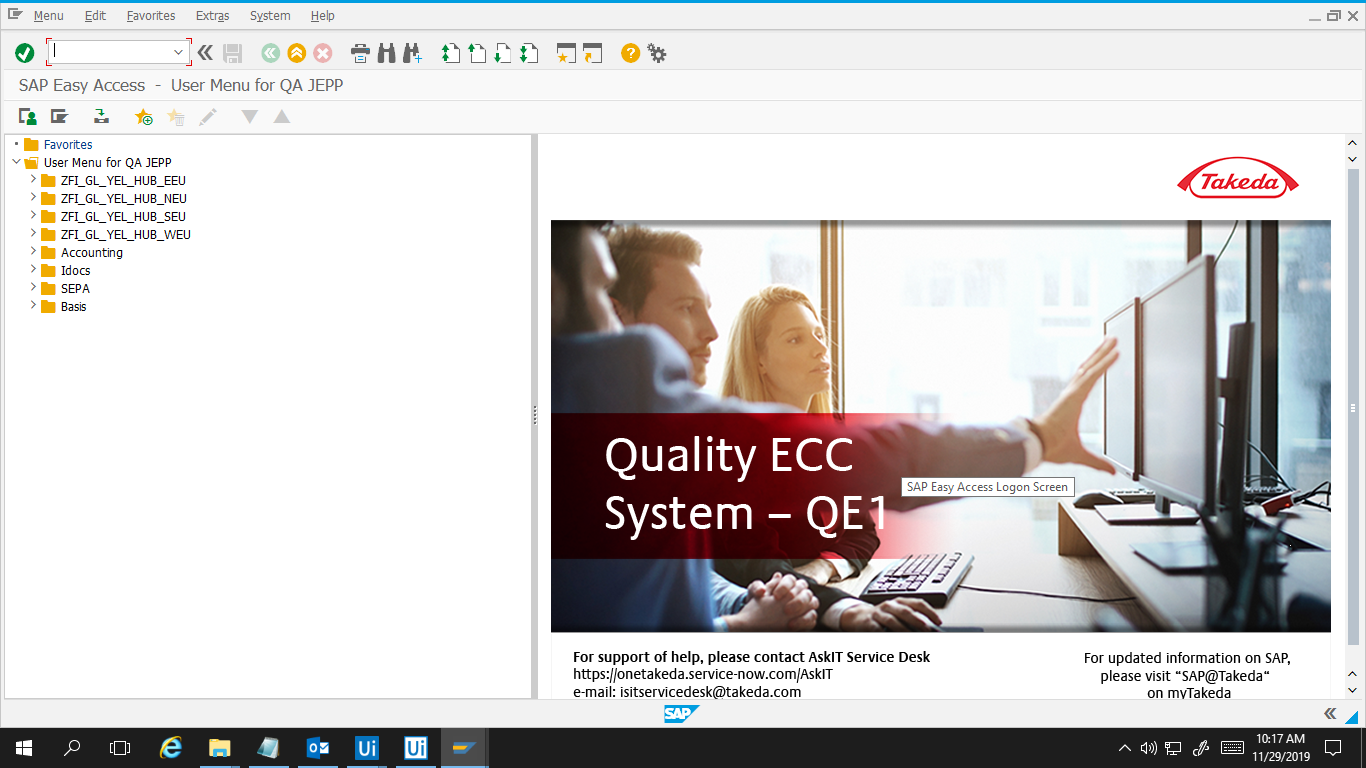 Menu Edit Favorites Extras System Help
SAP Easy Access - User Menu for QA JEPP
Favorites
User Menu for QA JEPP
ZFI_GL_YEL_HUB_EEU
ZFI_GL_YEL_HUB_NEU
ZFI_GL_YEL_HUB_SEU
ZFI_GL_YEL_HUB_WEU
Accounting
Idocs
SEPA
Basis
Takeda
Quality ECC
System – QE1
SAP Easy Access Logon Screen
For support of help, please contact AskIT Service Desk
https://onetakeda.service-now.com/AskIT
e-mail: isitservicedesk@takeda.com
For updated information on SAP,
please visit “SAP@Takeda“
on myTakeda
SAP
Ui
Ui
10:17 AM
11/29/2019